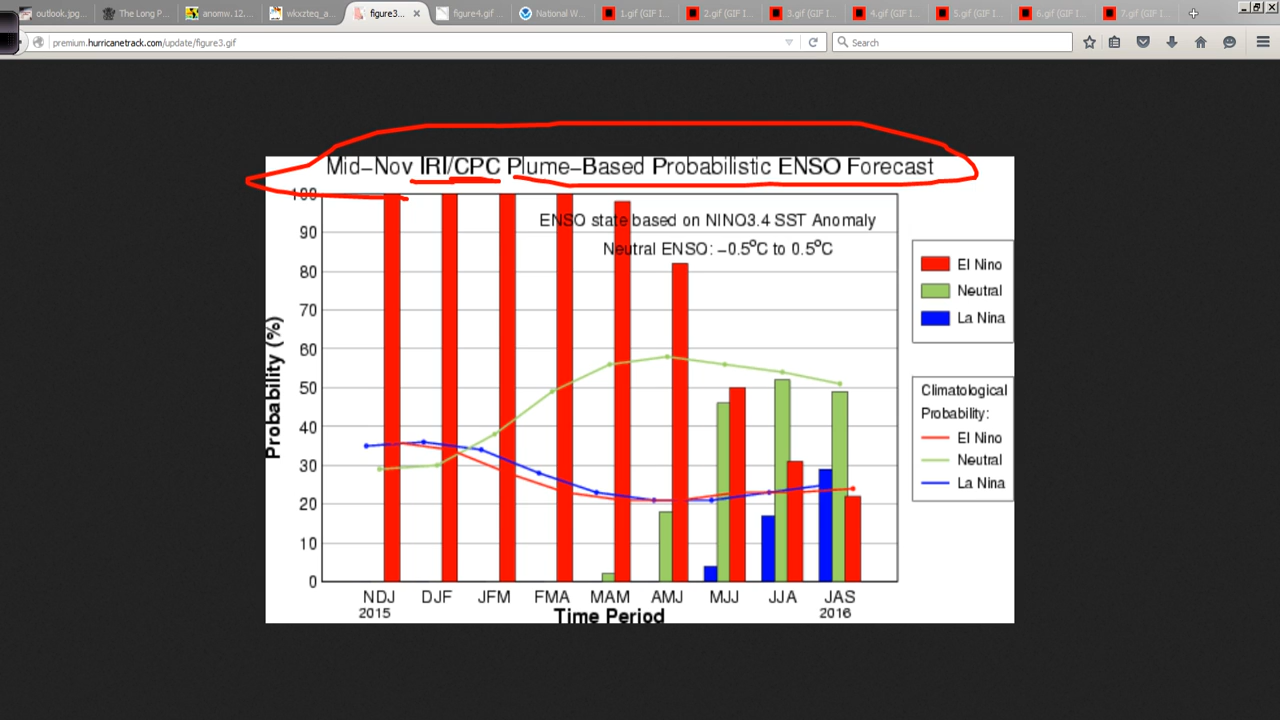 outlook.jpg...
The Long P...
anomw.12...
wkxzteq_a...
figure3... ×
figure4.gif ...
National W...
1.gif (GIF I...
2.gif (GIF I...
3.gif (GIF I...
4.gif (GIF I...
5.gif (GIF I...
6.gif (GIF I...
7.gif (GIF I...
premium.hurricanetrack.com/update/figure3.gif
Search
Mid-Nov IRI/CPC Plume-Based Probabilistic ENSO Forecast
ENSO state based on NINO3.4 SST Anomaly
Neutral ENSO: -0.5°C to 0.5°C
Probability (%)
100
90
80
70
60
50
40
30
20
10
0
El Nino
Neutral
La Nina
Climatological
Probability:
El Nino
Neutral
La Nina
NDJ DJF JFM FMA MAM AMJ MJJ JJA JAS
2015 2016
Time Period